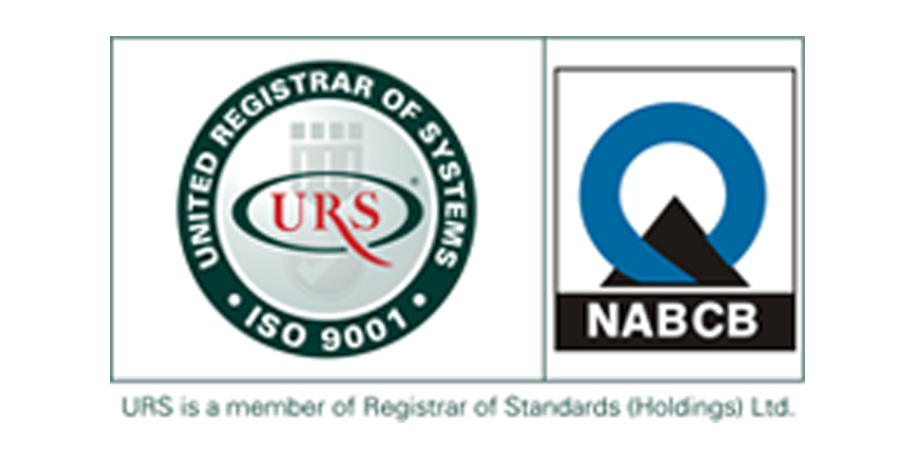 UNITED REGISTRAR OF SYSTEMS
URS
®
• ISO 9001 •
NABCB
URS is a member of Registrar of Standards (Holdings) Ltd.